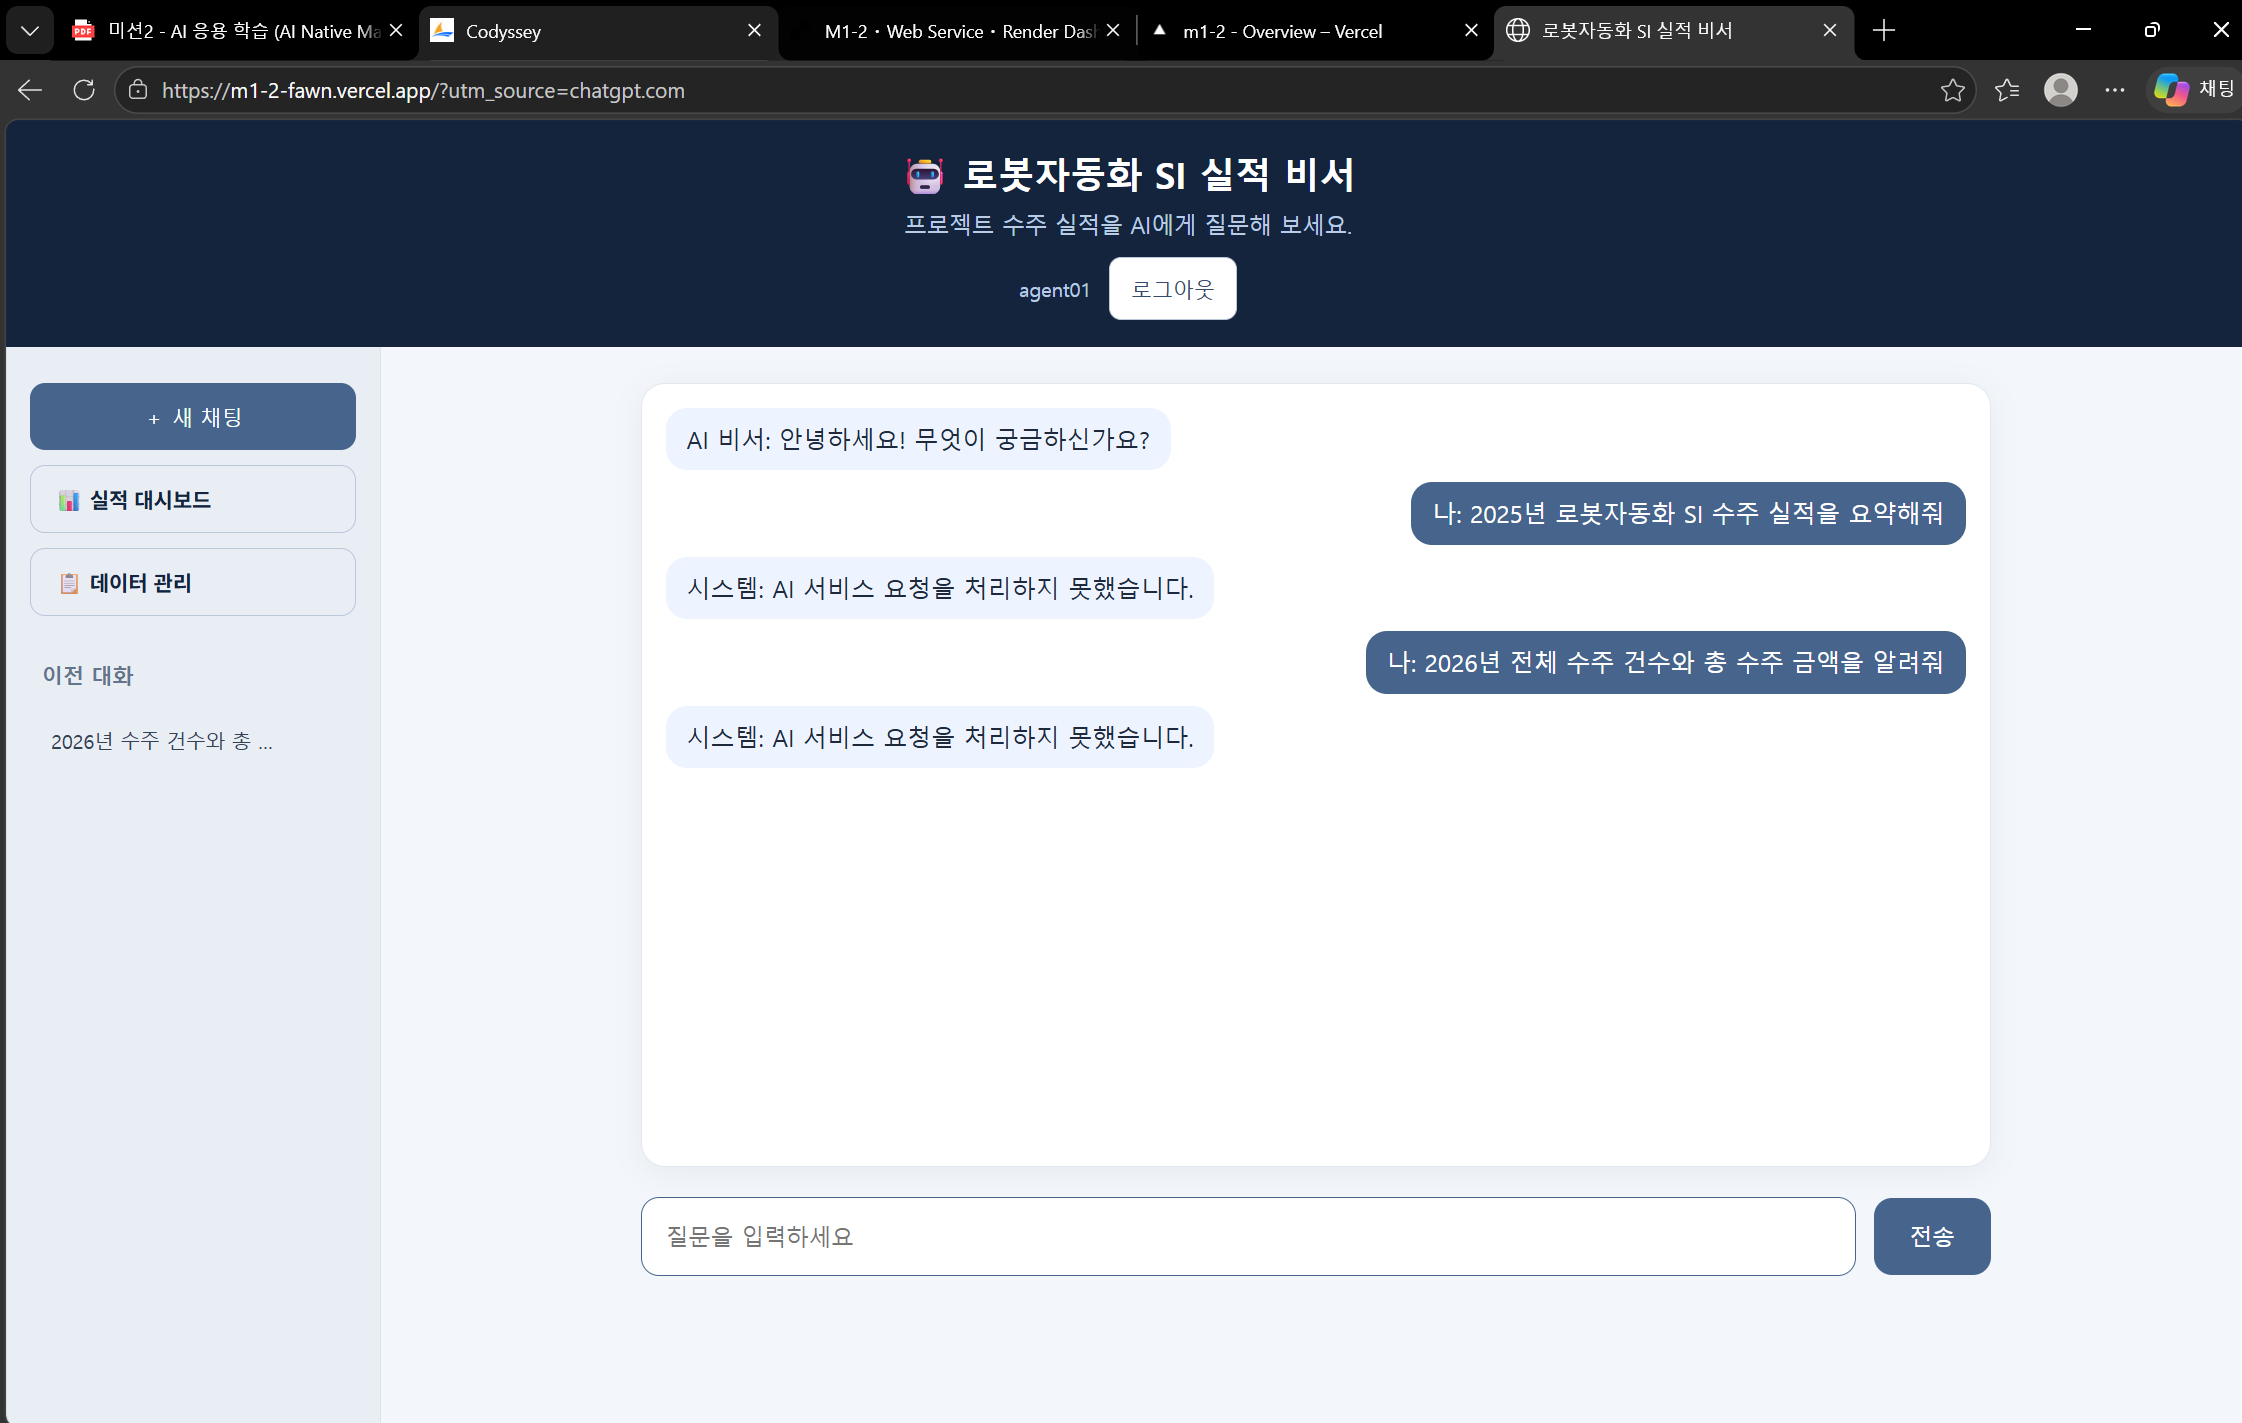 미션2 - AI 응용 학습 (AI Native Ma
Codyssey
M1-2 • Web Service • Render Dash
m1-2 - Overview – Vercel
로봇자동화 SI 실적 비서
https://m1-2-fawn.vercel.app/?utm_source=chatgpt.com
채팅
로봇자동화 SI 실적 비서
프로젝트 수주 실적을 AI에게 질문해 보세요.
agent01
로그아웃
+ 새 채팅
실적 대시보드
데이터 관리
이전 대화
2026년 수주 건수와 총 ...
AI 비서: 안녕하세요! 무엇이 궁금하신가요?
나: 2025년 로봇자동화 SI 수주 실적을 요약해줘
시스템: AI 서비스 요청을 처리하지 못했습니다.
나: 2026년 전체 수주 건수와 총 수주 금액을 알려줘
시스템: AI 서비스 요청을 처리하지 못했습니다.
질문을 입력하세요
전송